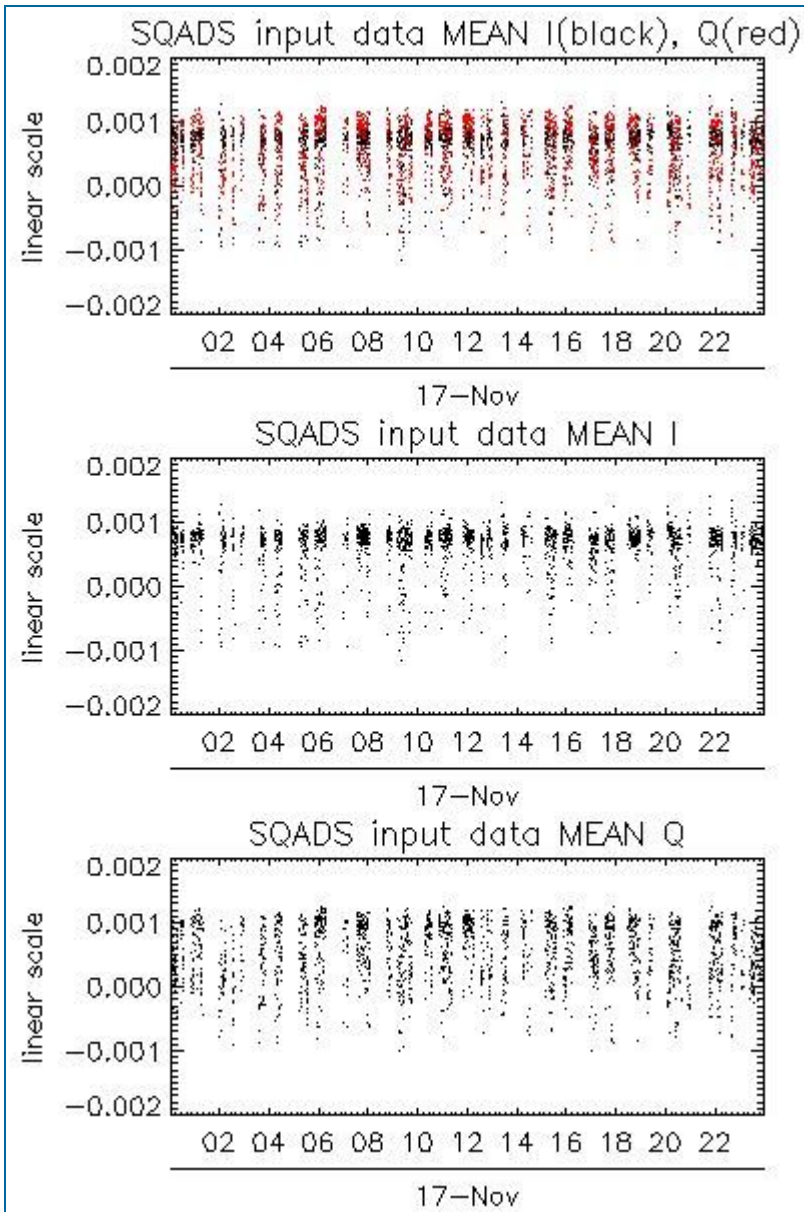 SQADS input data MEAN I(black), Q(red)
0.002
0.001
0.000
-0.001
-0.002
linear scale
02 04 06 08 10 12 14 16 18 20 22
17-Nov
SQADS input data MEAN I
0.002
0.001
0.000
-0.001
-0.002
linear scale
02 04 06 08 10 12 14 16 18 20 22
17-Nov
SQADS input data MEAN Q
0.002
0.001
0.000
-0.001
-0.002
linear scale
02 04 06 08 10 12 14 16 18 20 22
17-Nov